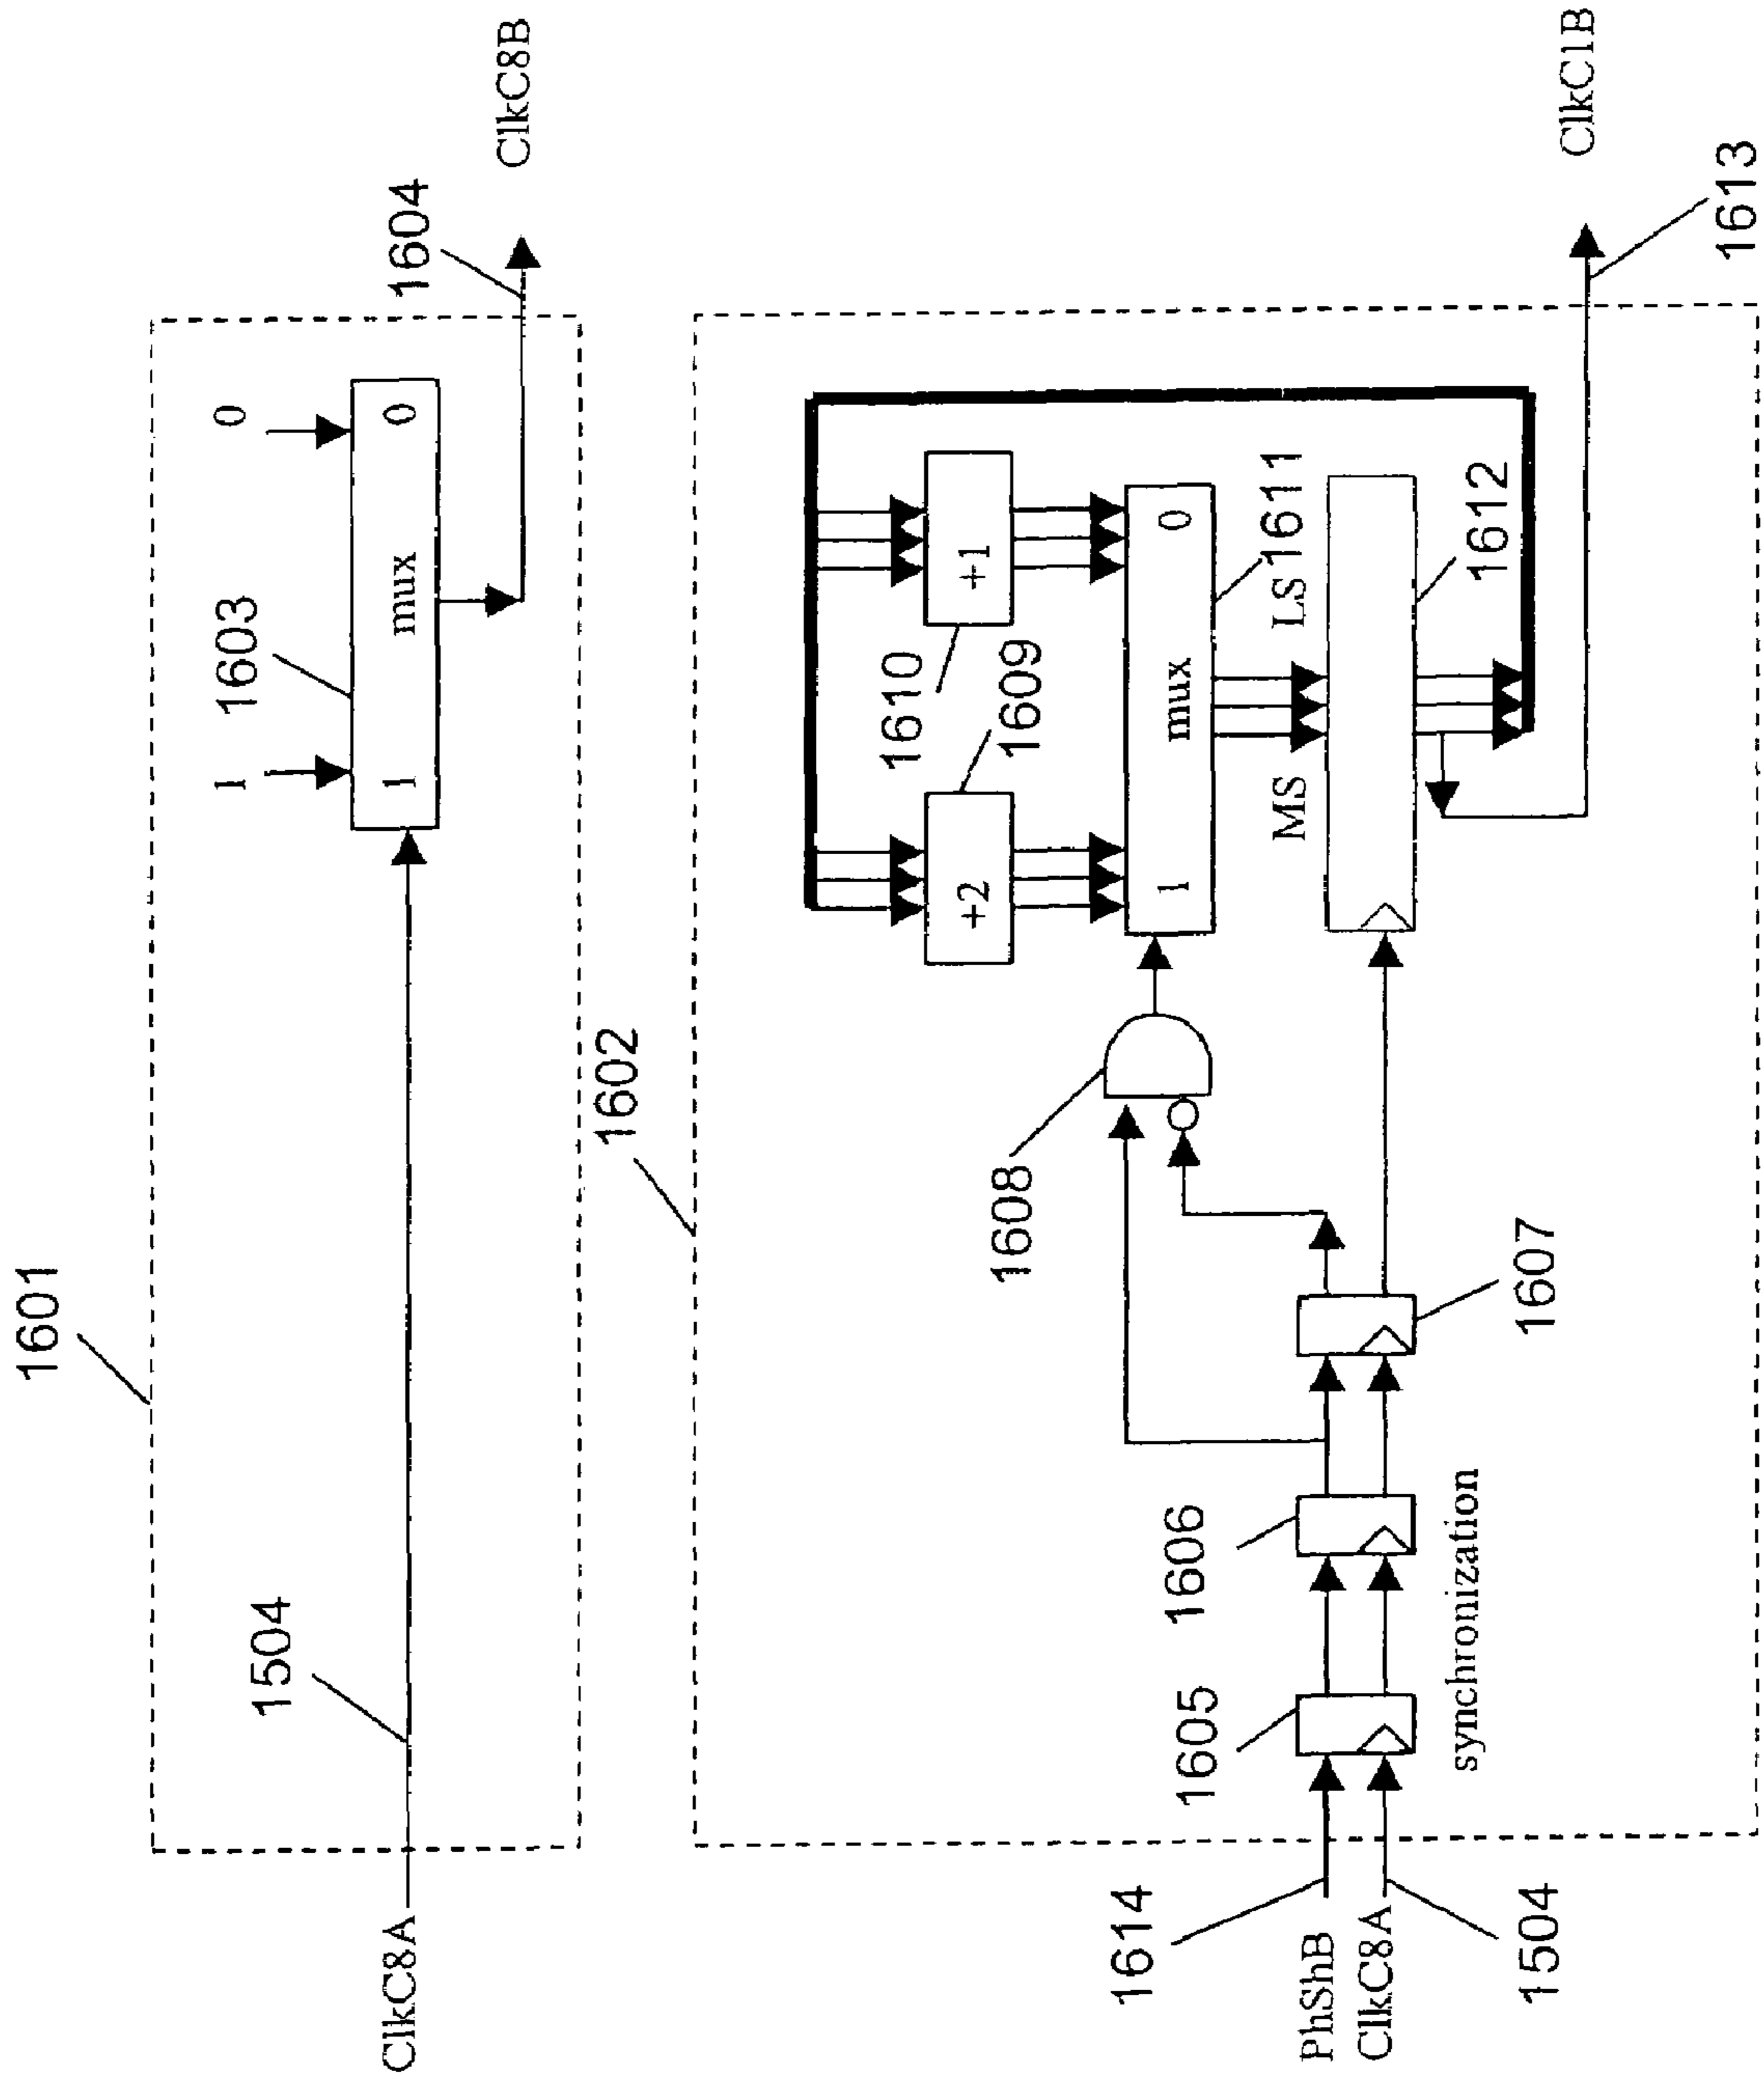 1601
ClkC8A
1504
1
1603
0
1
mux
0
1604
ClkC8B
1602
1614
PhShB
ClkC8A
1504
1605
1606
synchronization
1607
1608
+2
1609
1610
+1
1
mux
0
1611
MS
LS
1612
ClkC1B
1613